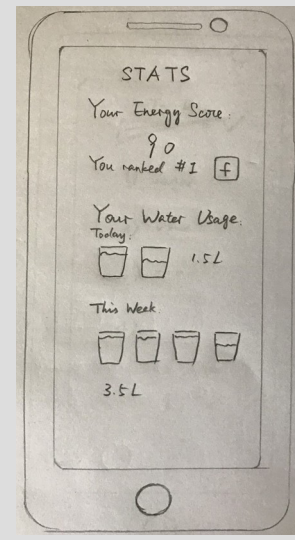 STATS
Your Energy Score:
90
You ranked #1 f
Your Water Usage:
Today:
1.5L
This Week
3.5L